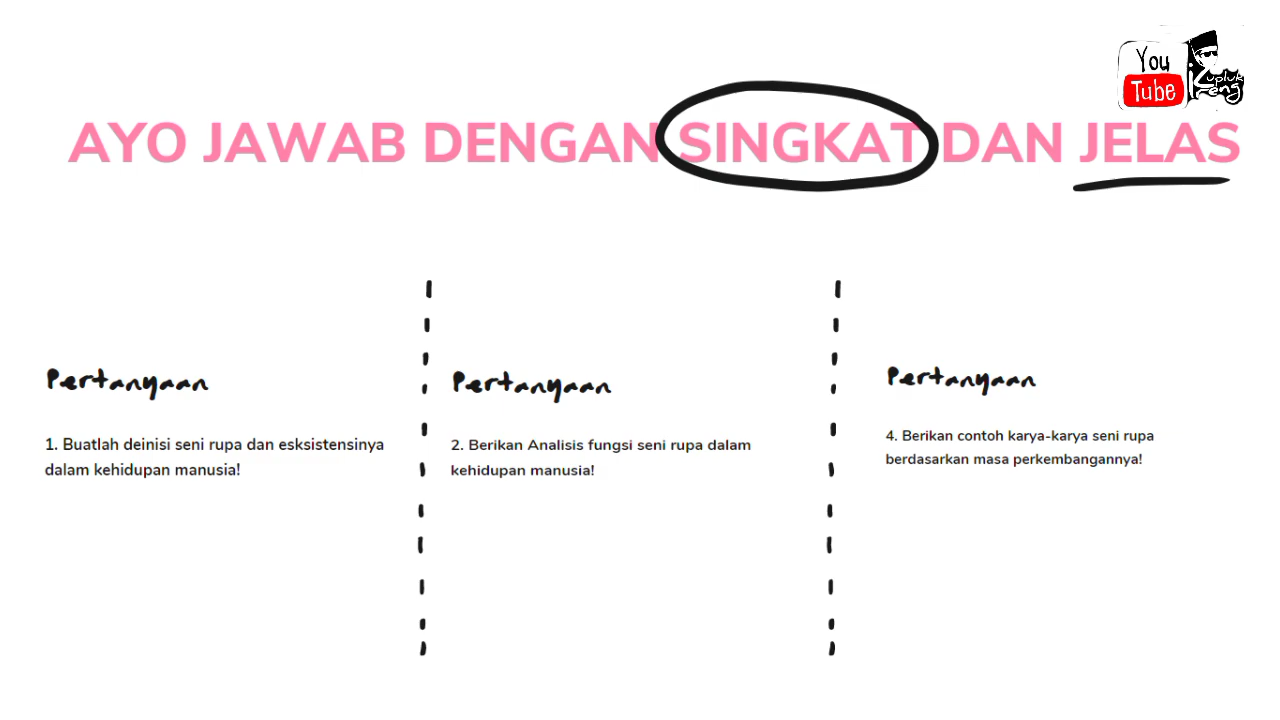 You
Tube
Kupluk
Ireng
AYO JAWAB DENGAN SINGKAT DAN JELAS
Pertanyaan
1. Buatlah deinisi seni rupa dan esksistensinya
dalam kehidupan manusia!
Pertanyaan
2. Berikan Analisis fungsi seni rupa dalam
kehidupan manusia!
Pertanyaan
4. Berikan contoh karya-karya seni rupa
berdasarkan masa perkembangannya!